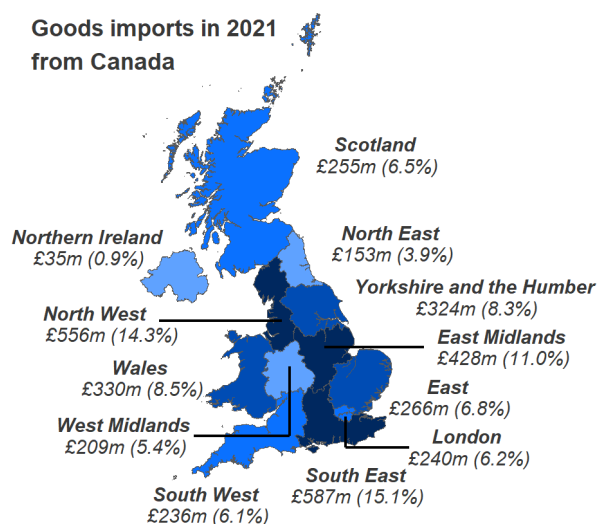 Goods imports in 2021
from Canada
Scotland
£255m (6.5%)
Northern Ireland
£35m (0.9%)
North East
£153m (3.9%)
Yorkshire and the Humber
£324m (8.3%)
North West
£556m (14.3%)
East Midlands
£428m (11.0%)
Wales
£330m (8.5%)
East
£266m (6.8%)
West Midlands
£209m (5.4%)
London
£240m (6.2%)
South East
£587m (15.1%)
South West
£236m (6.1%)